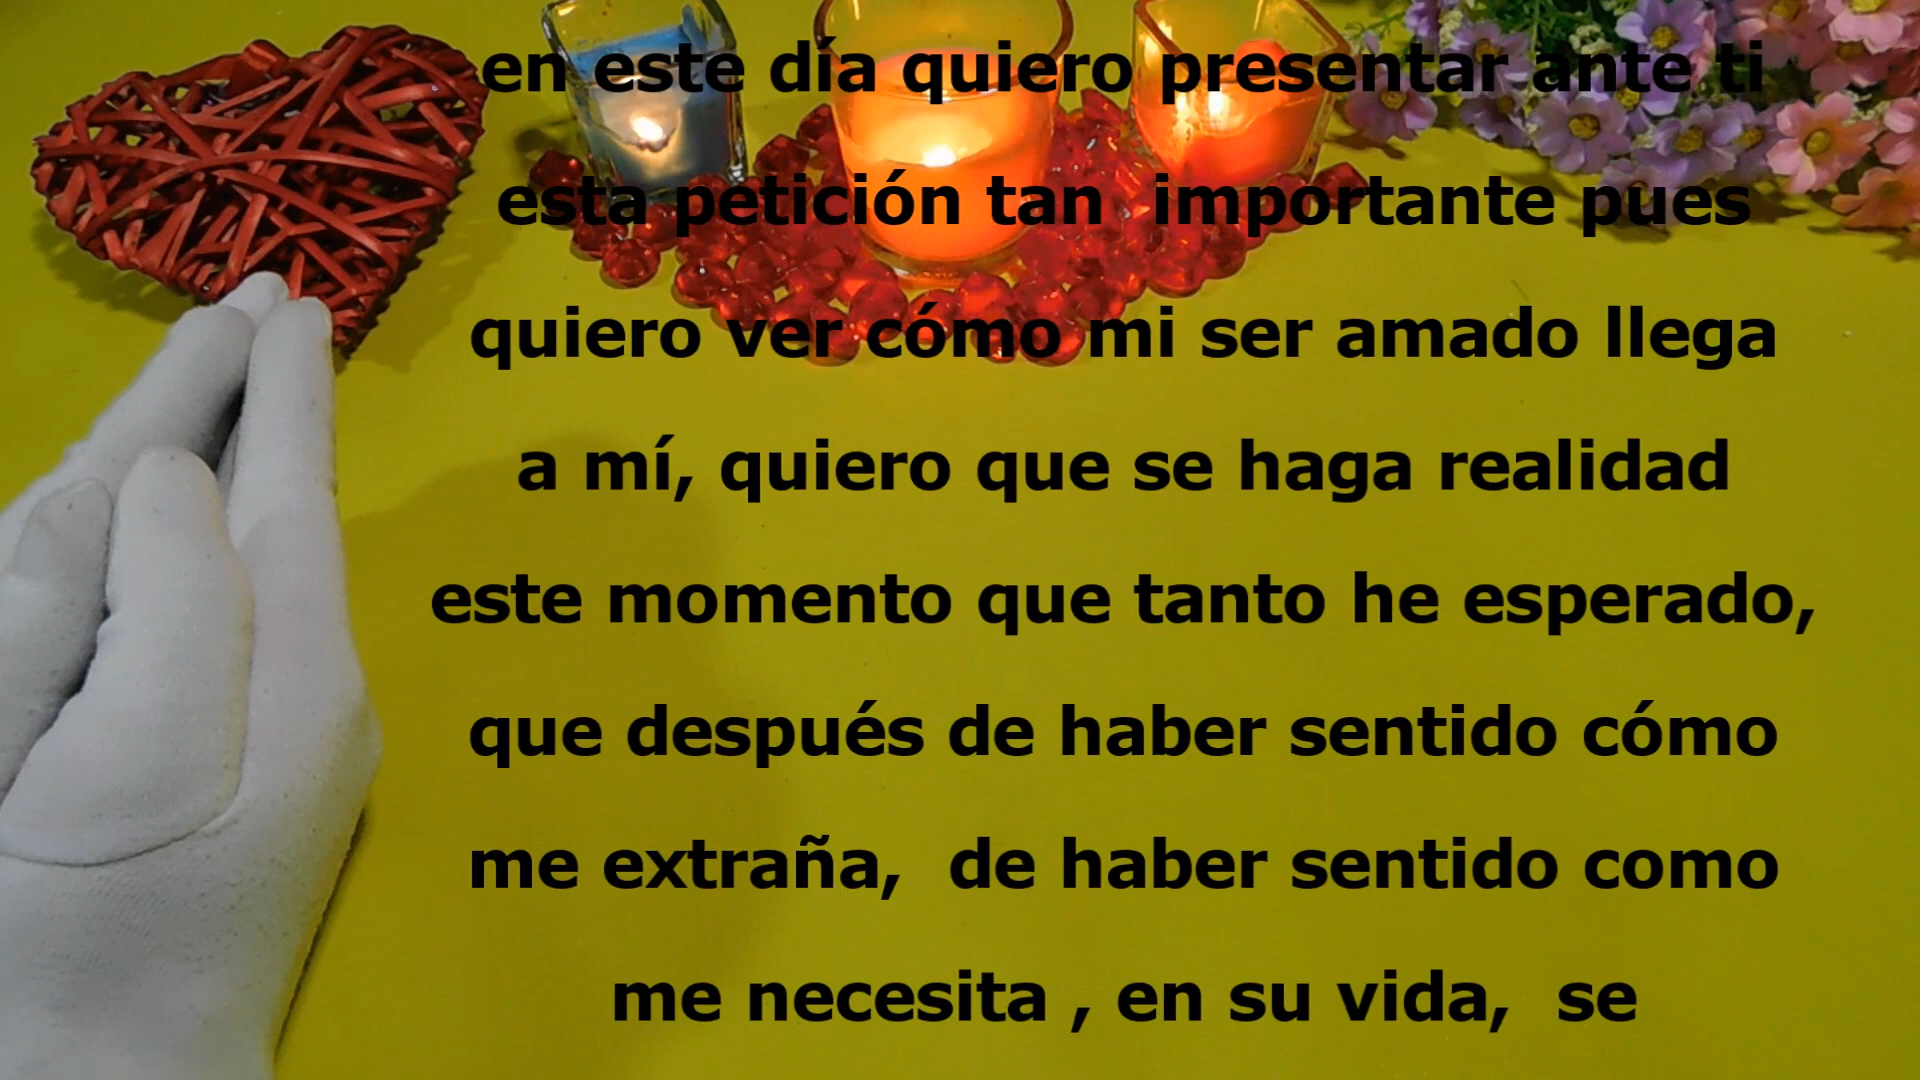 en este día quiero presentar ante ti
esta petición tan importante pues
quiero ver cómo mi ser amado llega
a mí, quiero que se haga realidad
este momento que tanto he esperado,
que después de haber sentido cómo
me extraña, de haber sentido como
me necesita , en su vida, se